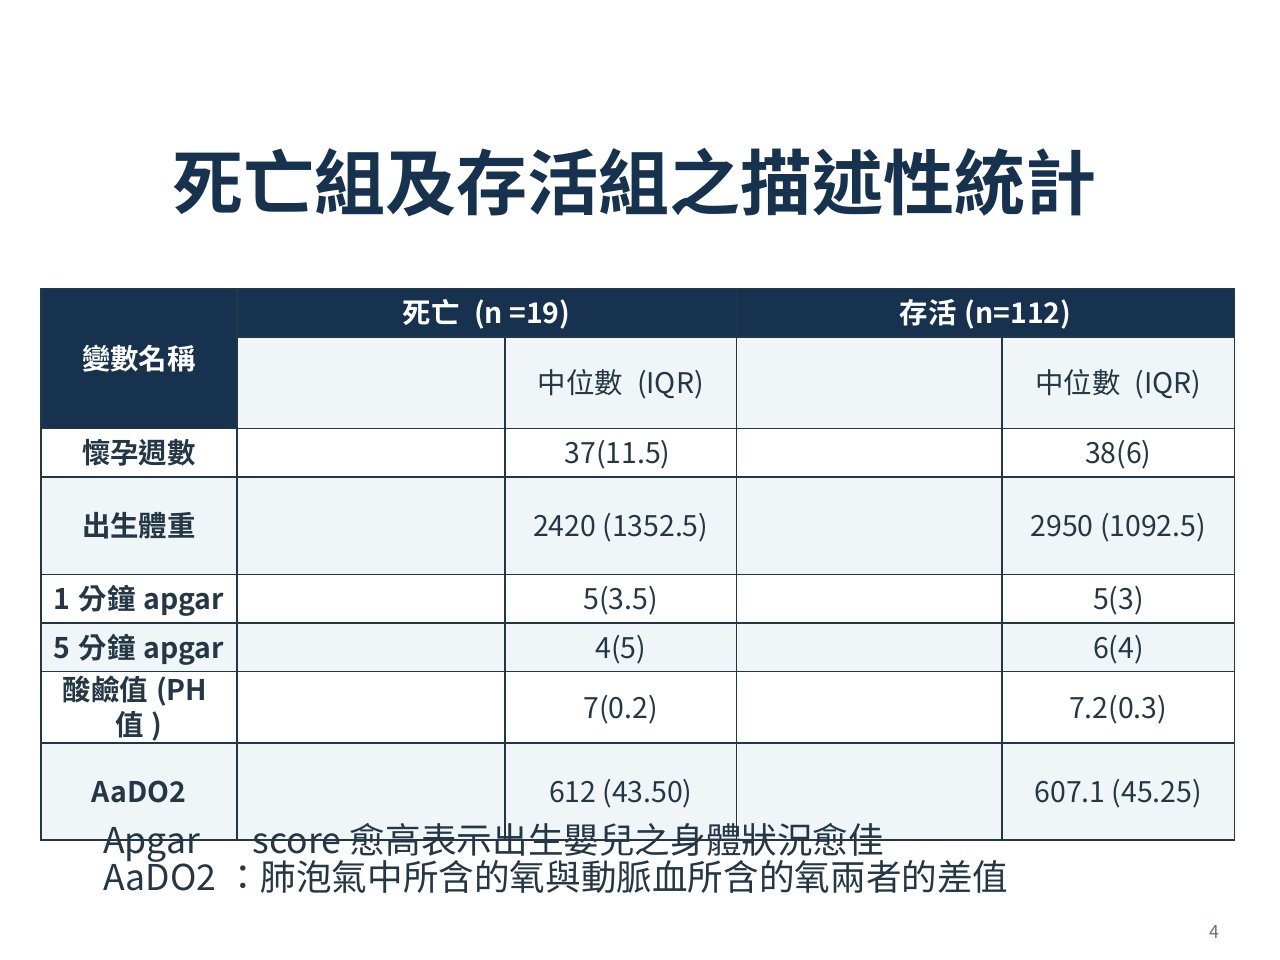 死亡組及存活組之描述性統計
變數名稱 死亡 (n =19) 存活 (n=112)
中位數 (IQR) 中位數 (IQR)
懷孕週數 37(11.5) 38(6)
出生體重 2420 (1352.5) 2950 (1092.5)
1 分鐘 apgar 5(3.5) 5(3)
5 分鐘 apgar 4(5) 6(4)
酸鹼值 (PH
值 ) 7(0.2) 7.2(0.3)
AaDO2 612 (43.50) 607.1 (45.25)
Apgar score 愈高表示出生嬰兒之身體狀況愈佳
AaDO2 ：肺泡氣中所含的氧與動脈血所含的氧兩者的差值
4